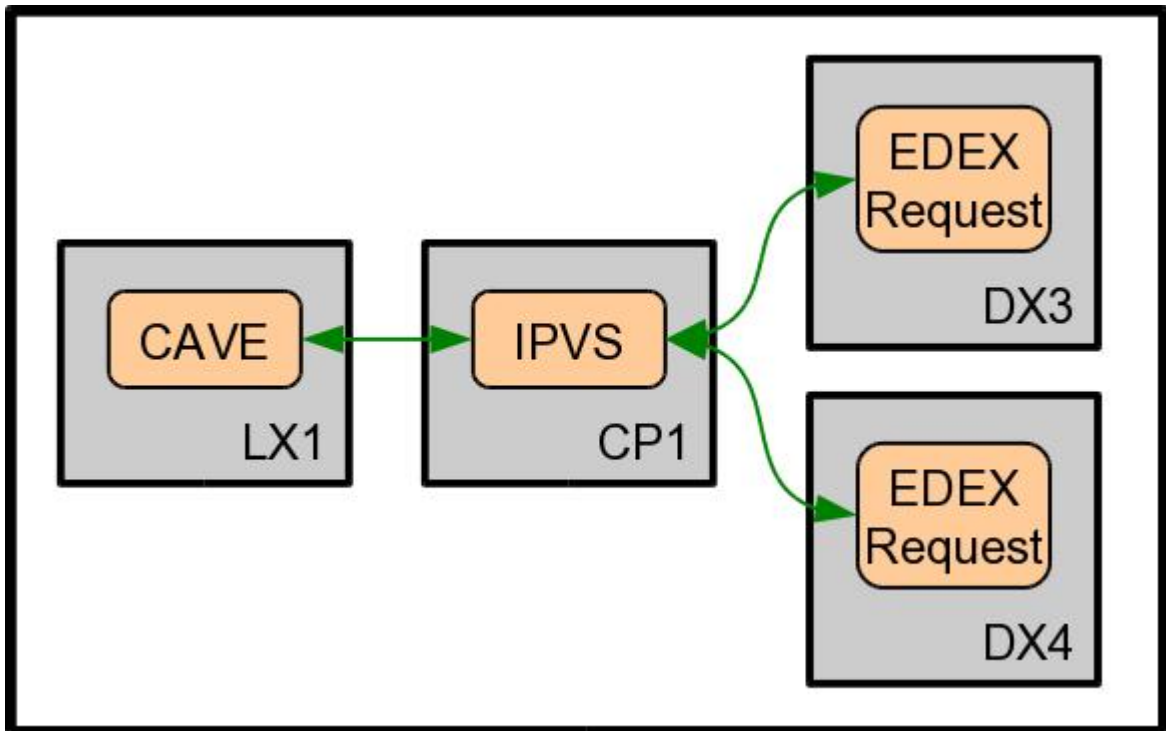 CAVE
LX1
IPVS
CP1
EDEX
Request
DX3
EDEX
Request
DX4